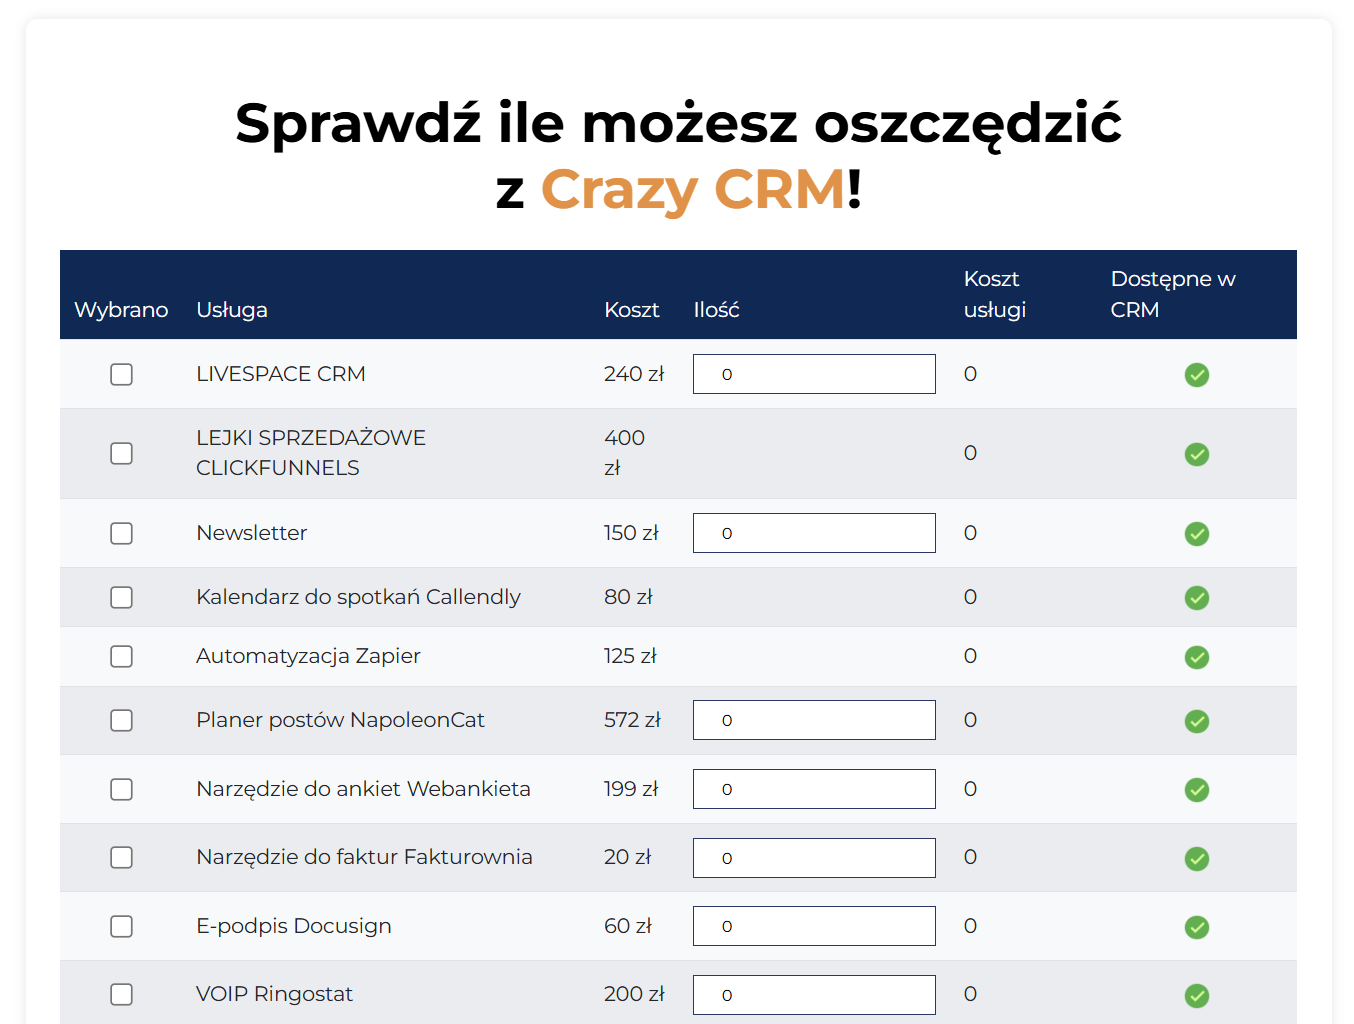 Sprawdź ile możesz oszczędzić
z Crazy CRM!
Wybrano Usługa Koszt Ilość Koszt usługi Dostępne w CRM
LIVESPACE CRM 240 zł 0 0
LEJKI SPRZEDAŻOWE CLICKFUNNELS 400 zł 0
Newsletter 150 zł 0 0
Kalendarz do spotkań Callendly 80 zł 0
Automatyzacja Zapier 125 zł 0
Planer postów NapoleonCat 572 zł 0 0
Narzędzie do ankiet Webankieta 199 zł 0 0
Narzędzie do faktur Fakturownia 20 zł 0 0
E-podpis Docusign 60 zł 0 0
VOIP Ringostat 200 zł 0 0